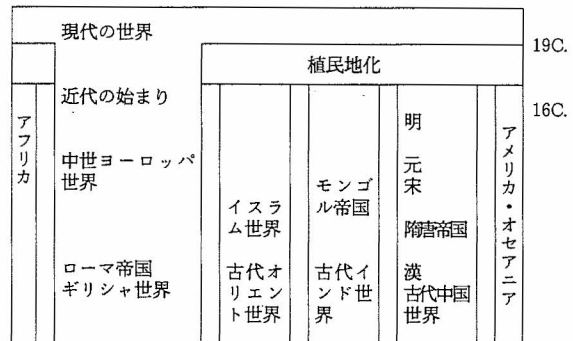 現代の世界
19C.
植民地化
近代の始まり
16C.
アフリカ
中世ヨーロッパ
世界
ローマ帝国
ギリシャ世界
イスラ
ム世界
古代オ
リエン
ト世界
モンゴ
ル帝国
古代イ
ンド世
界
明
元
宋
隋唐帝国
漢
古代中国
世界
アメリカ・オセアニア